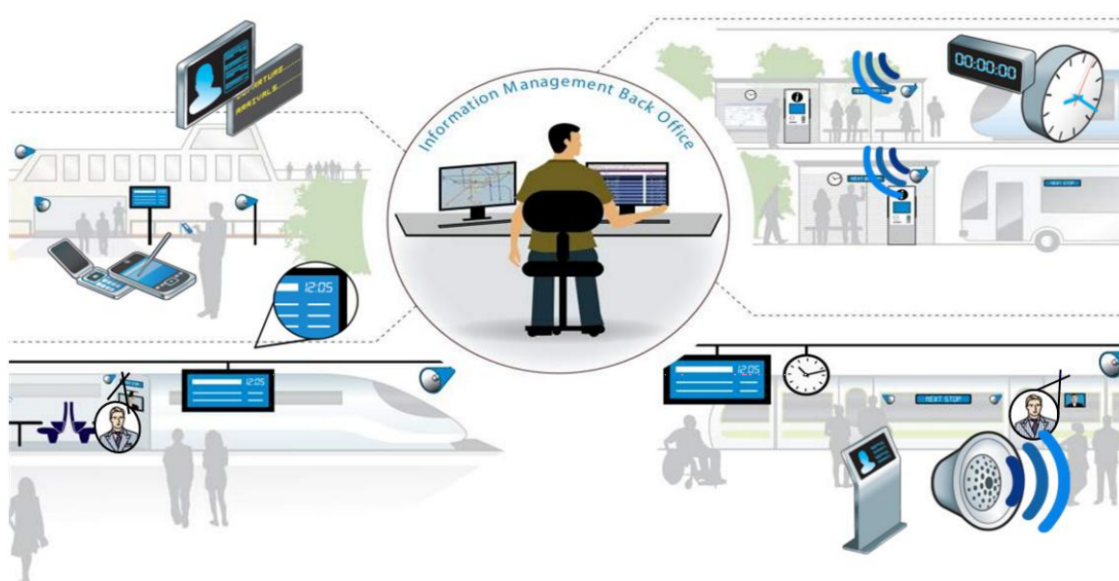 Information Management Back Office
DEPARTURE
ARRIVALS
00:00:00
NEXT STOP
12:05
12:05
12:05
NEXT STOP